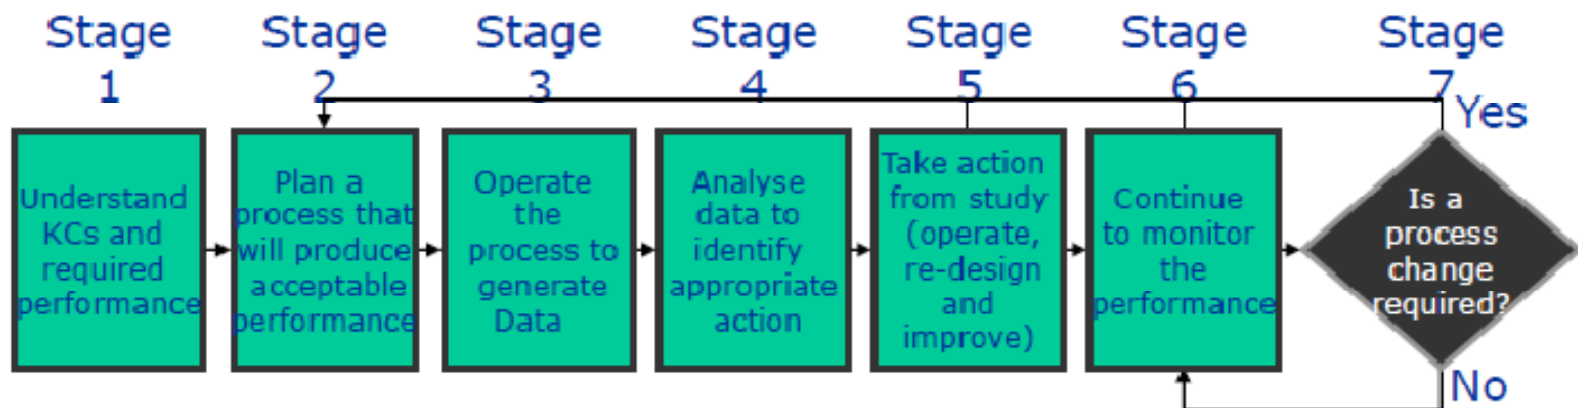 Stage
1
Stage
2
Stage
3
Stage
4
Stage
5
Stage
6
Stage
7
Yes
Understand
KCs and
required
performance
Plan a
process that
will produce
acceptable
performance
Operate
the
process to
generate
Data
Analyse
data to
identify
appropriate
action
Take action
from study
(operate,
re-design
and
improve)
Continue
to monitor
the
performance
Is a
process
change
required?
No